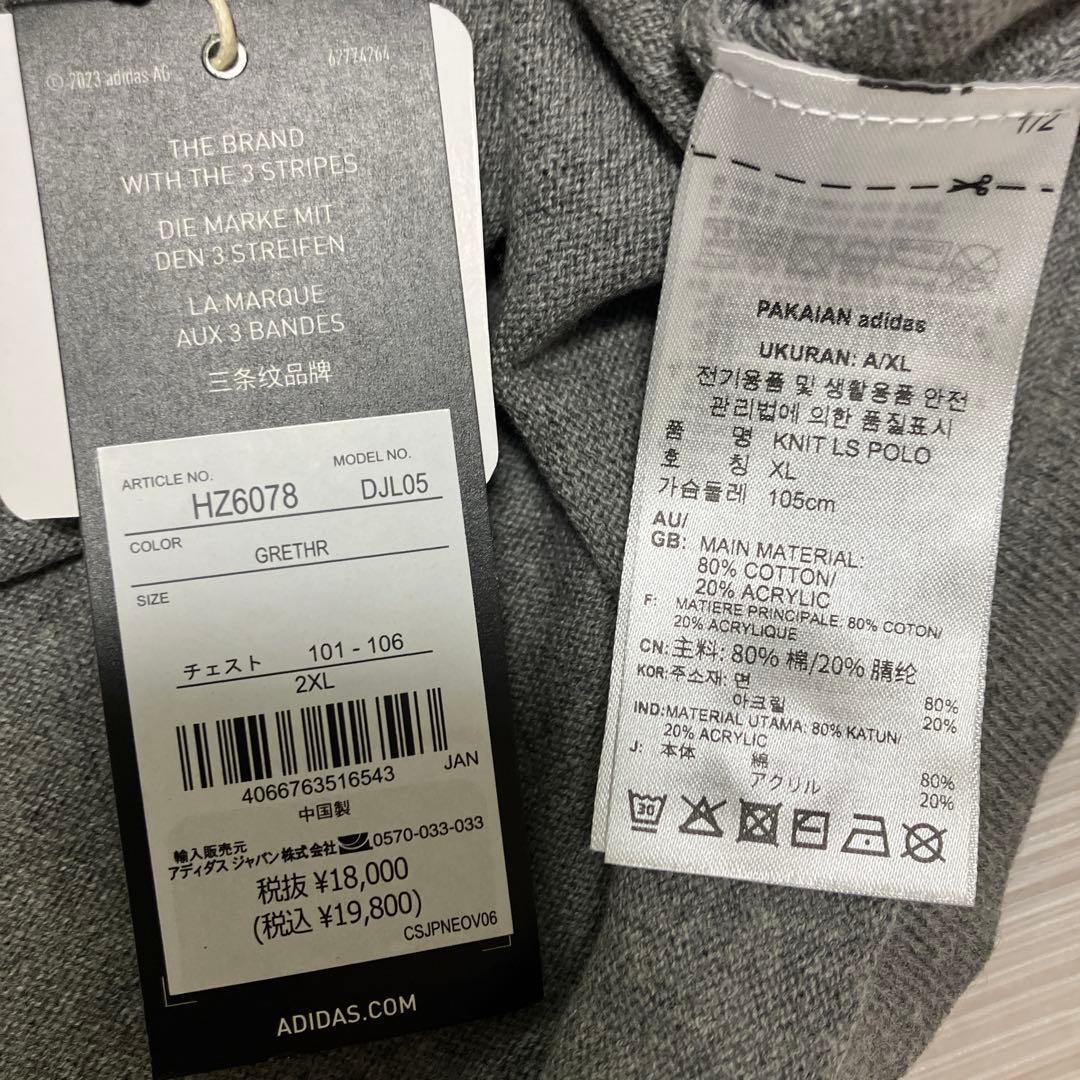 © 2023 adidas AG
62774264
THE BRAND
WITH THE 3 STRIPES
DIE MARKE MIT
DEN 3 STREIFEN
LA MARQUE
AUX 3 BANDES
三条纹品牌
ARTICLE NO.
HZ6078
MODEL NO.
DJL05
COLOR
GRETHR
SIZE
チェスト 101 - 106
2XL
4066763516543
JAN
中国製
輸入販売元
アディダス ジャパン株式会社 0570-033-033
税抜 ¥18,000
(税込 ¥19,800)
CSJPNEOV06
ADIDAS.COM
1/2
PAKAIAN adidas
UKURAN: A/XL
전기용품 및 생활용품 안전
관리법에 의한 품질표시
품 명 KNIT LS POLO
호 칭 XL
가슴둘레 105cm
AU/
GB: MAIN MATERIAL:
80% COTTON/
20% ACRYLIC
F: MATIERE PRINCIPALE: 80% COTON/
20% ACRYLIQUE
CN: 主料: 80% 棉/20% 腈纶
KOR: 주소재: 면 80%
아크릴 20%
IND: MATERIAL UTAMA: 80% KATUN/
20% ACRYLIC
J: 本体 綿 80%
アクリル 20%
30